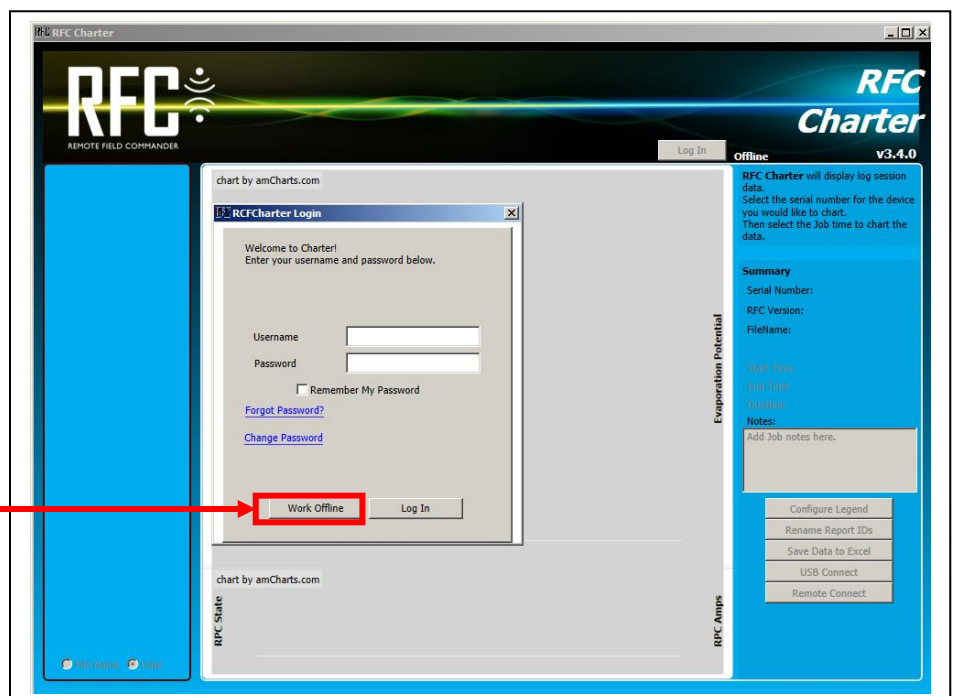 RFC RFC Charter
RFC
REMOTE FIELD COMMANDER
RFC
Charter
Log In
Offline
v3.4.0
chart by amCharts.com
RCFCharter Login
Welcome to Charter!
Enter your username and password below.
Username
Password
Remember My Password
Forgot Password?
Change Password
Work Offline
Log In
Evaporation Potential
chart by amCharts.com
RPC State
RPC Amps
File Name
Date
RFC Charter will display log session
data.
Select the serial number for the device
you would like to chart.
Then select the Job time to chart the
data.
Summary
Serial Number:
RFC Version:
FileName:
Start Time
End Time
Duration
Notes:
Add Job notes here.
Configure Legend
Rename Report IDs
Save Data to Excel
USB Connect
Remote Connect